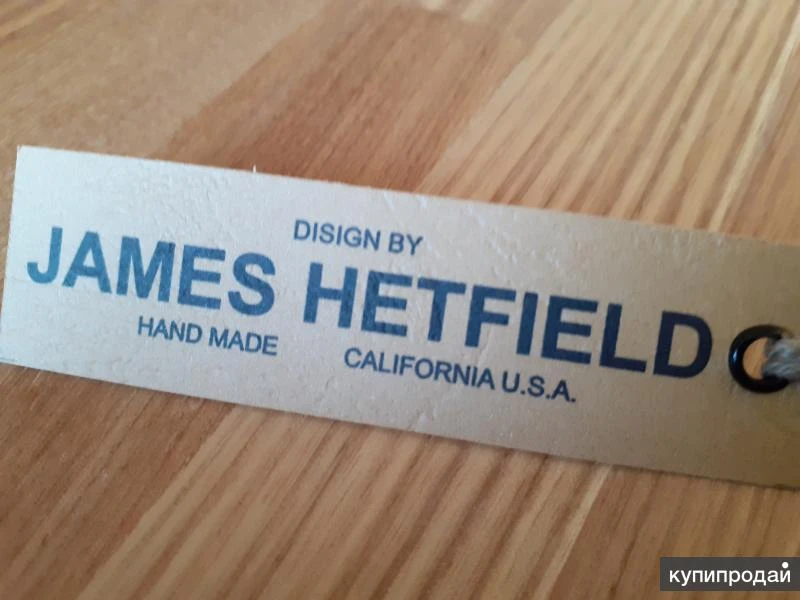 DISIGN BY
JAMES HETFIELD
HAND MADE
CALIFORNIA U.S.A.
купипродай